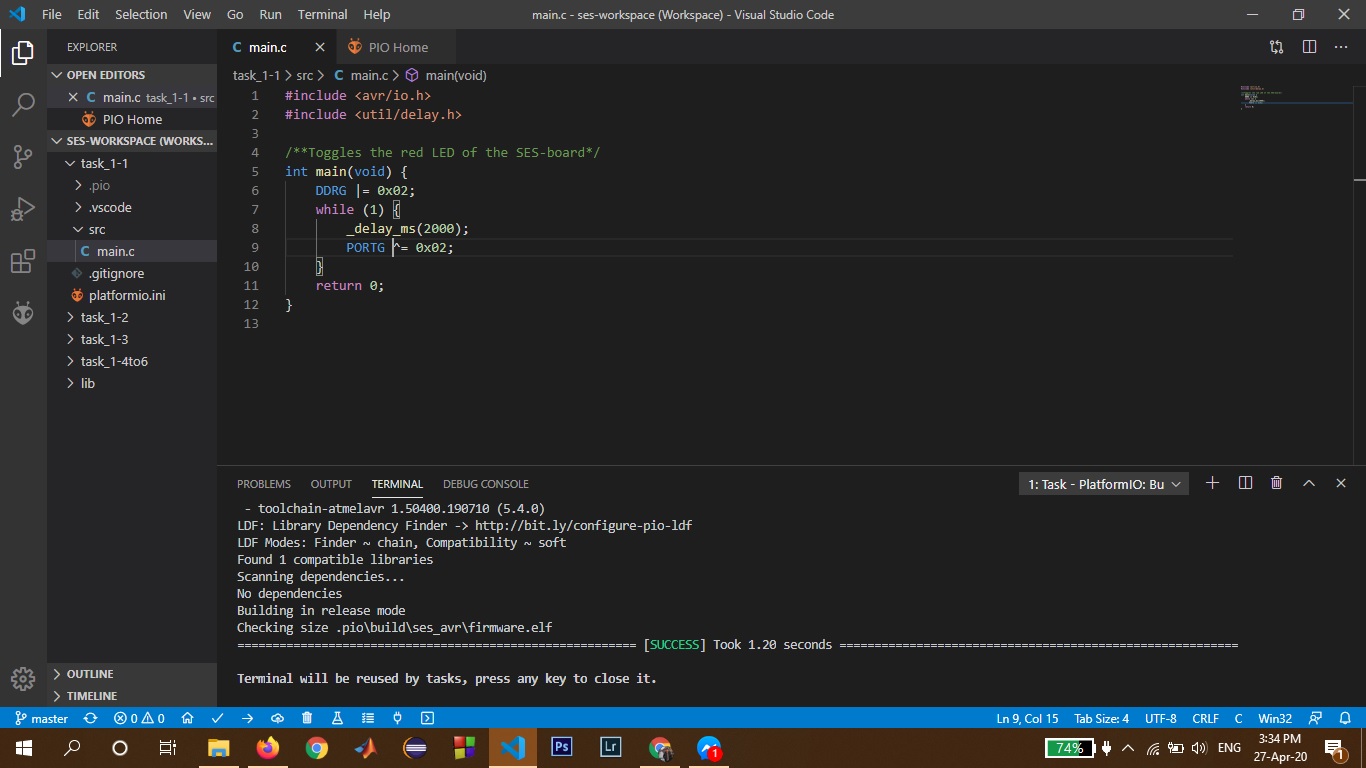 File Edit Selection View Go Run Terminal Help
main.c - ses-workspace (Workspace) - Visual Studio Code
EXPLORER
OPEN EDITORS
main.c task_1-1 • src
PIO Home
SES-WORKSPACE (WORKS...
task_1-1
.pio
.vscode
src
C main.c
.gitignore
platformio.ini
task_1-2
task_1-3
task_1-4to6
lib
OUTLINE
TIMELINE
C main.c
PIO Home
task_1-1 > src > C main.c > main(void)
1 #include <avr/io.h>
2 #include <util/delay.h>
3
4 /**Toggles the red LED of the SES-board*/
5 int main(void) {
6 DDRG |= 0x02;
7 while (1) {
8 _delay_ms(2000);
9 PORTG ^= 0x02;
10 }
11 return 0;
12 }
13
PROBLEMS OUTPUT TERMINAL DEBUG CONSOLE
1: Task - PlatformIO: Bu
- toolchain-atmelavr 1.50400.190710 (5.4.0)
LDF: Library Dependency Finder -> http://bit.ly/configure-pio-ldf
LDF Modes: Finder ~ chain, Compatibility ~ soft
Found 1 compatible libraries
Scanning dependencies...
No dependencies
Building in release mode
Checking size .pio\build\ses_avr\firmware.elf
========================================================= [SUCCESS] Took 1.20 seconds =========================================================
Terminal will be reused by tasks, press any key to close it.
master 0 0 Ln 9, Col 15 Tab Size: 4 UTF-8 CRLF C Win32
Ps Lr 1 74% ENG
3:34 PM
27-Apr-20
1